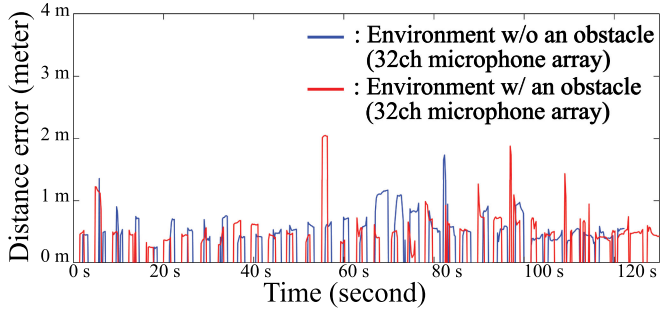 4 m
3 m
2 m
1 m
0 m
Distance error (meter)
: Environment w/o an obstacle
(32ch microphone array)
: Environment w/ an obstacle
(32ch microphone array)
0 s 20 s 40 s 60 s 80 s 100 s 120 s
Time (second)